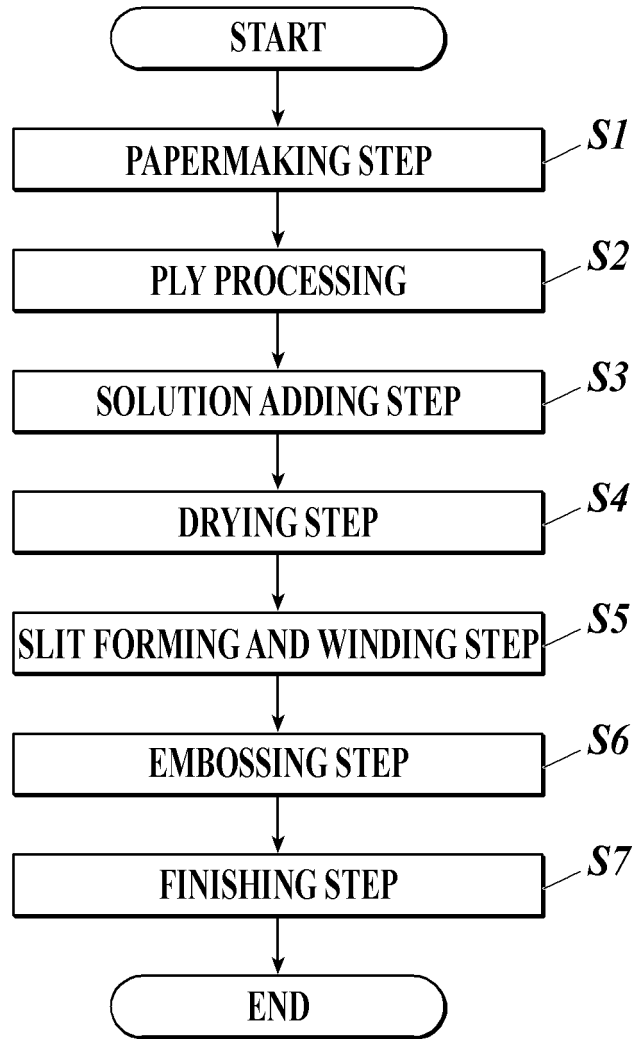 START
PAPERMAKING STEP
S1
PLY PROCESSING
S2
SOLUTION ADDING STEP
S3
DRYING STEP
S4
SLIT FORMING AND WINDING STEP
S5
EMBOSSING STEP
S6
FINISHING STEP
S7
END